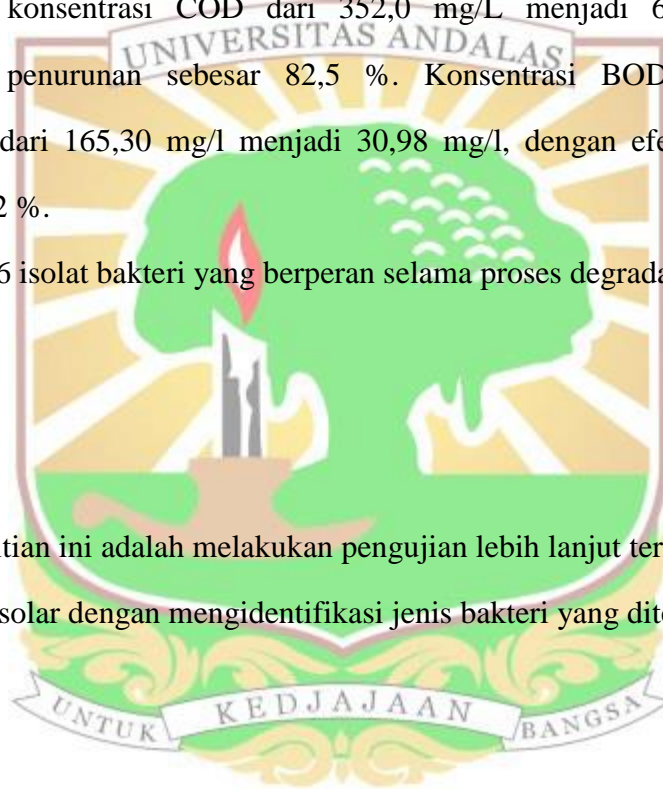 konsentrasi COD dari 352,0 mg/L menjadi 6
UNIVERSITAS ANDALAS
penurunan sebesar 82,5 %. Konsentrasi BOD
dari 165,30 mg/l menjadi 30,98 mg/l, dengan efe
2 %.
6 isolat bakteri yang berperan selama proses degrada
tian ini adalah melakukan pengujian lebih lanjut ter
solar dengan mengidentifikasi jenis bakteri yang dite
UNTUK KEDJAJAAN BANGSA